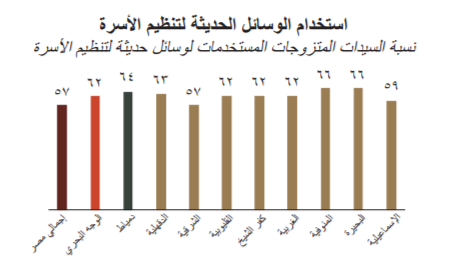 استخدام الوسائل الحديثة لتنظيم الأسرة
نسبة السيدات المتزوجات المستخدمات لوسائل حديثة لتنظيم الأسرة
٥٧ ٦٢ ٦٤ ٦٣ ٥٧ ٦٢ ٦٢ ٦٢ ٦٦ ٦٦ ٥٩
إجمالي مصر
الوجه البحري
دمياط
الدقهلية
الشرقية
القليوبية
كفر الشيخ
الغربية
المنوفية
البحيرة
الإسماعيلية